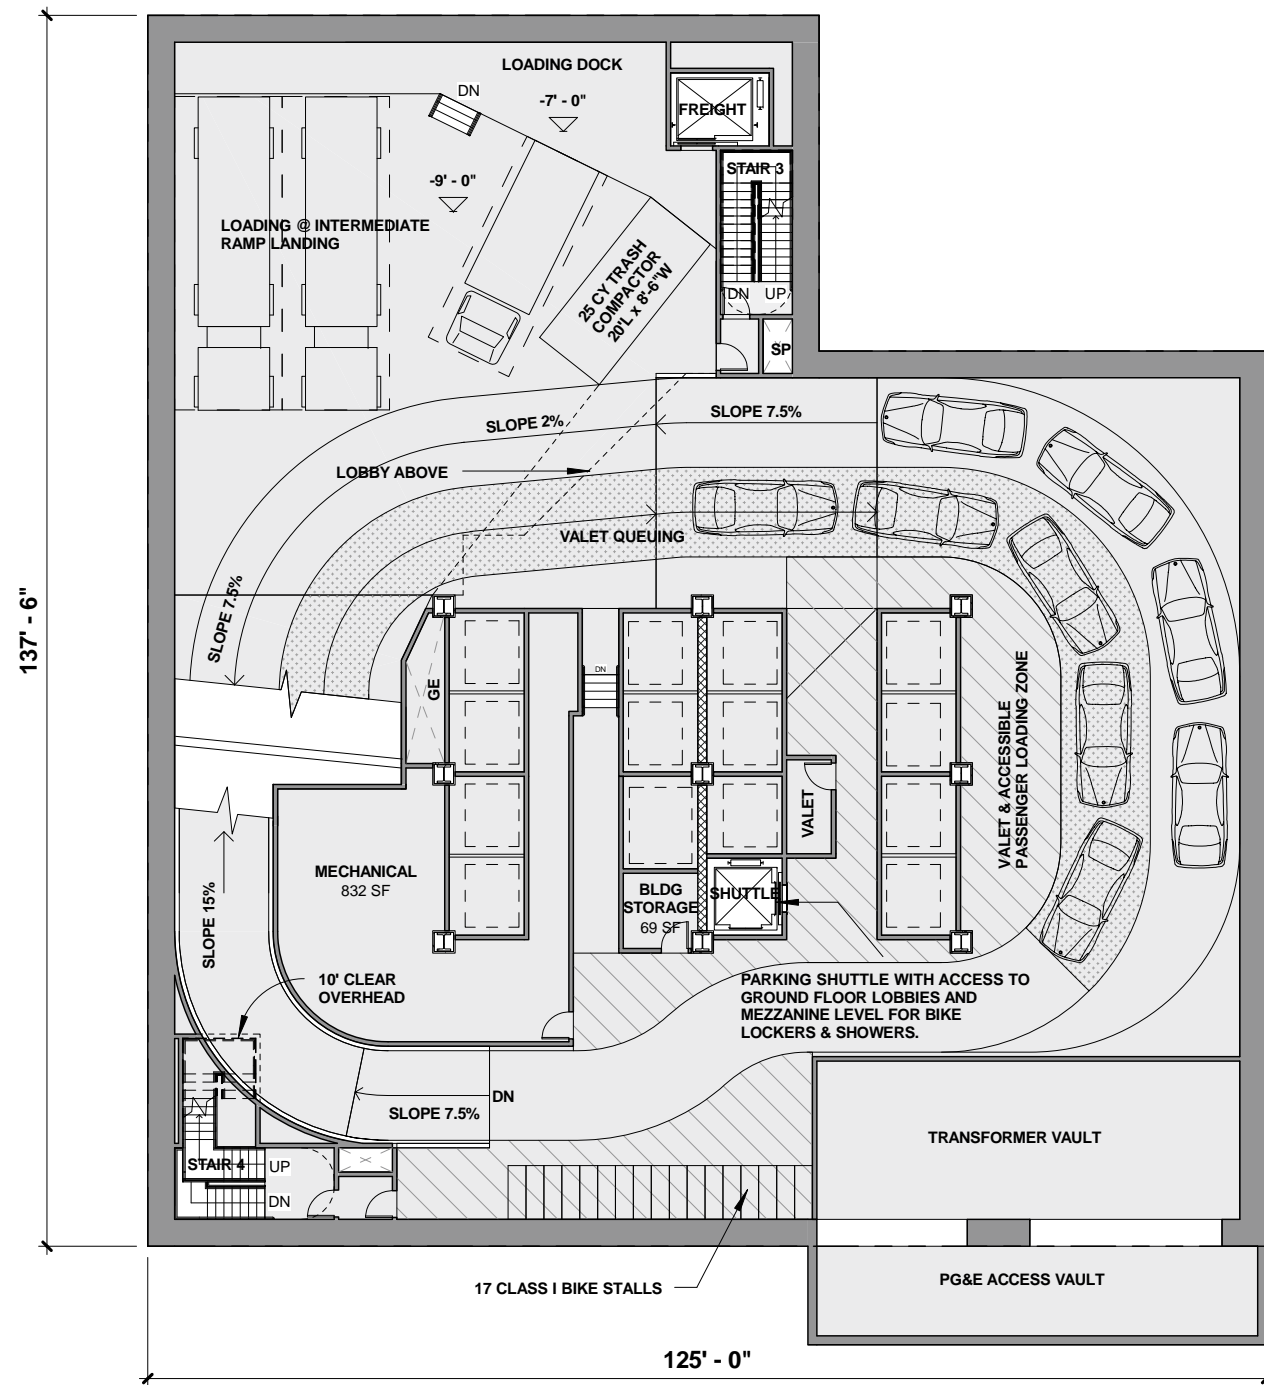 LOADING DOCK
DN
-7' - 0"
FREIGHT
STAIR 3
-9' - 0"
LOADING @ INTERMEDIATE
RAMP LANDING
25 CY TRASH
COMPACTOR
20'L x 8'-6"W
DN UP
SP
SLOPE 2%
SLOPE 7.5%
LOBBY ABOVE
VALET QUEUING
SLOPE 7.5%
137' - 6"
GE
DN
VALET & ACCESSIBLE
PASSENGER LOADING ZONE
VALET
MECHANICAL
832 SF
BLDG
STORAGE
69 SF
SHUTTLE
SLOPE 15%
10' CLEAR
OVERHEAD
PARKING SHUTTLE WITH ACCESS TO
GROUND FLOOR LOBBIES AND
MEZZANINE LEVEL FOR BIKE
LOCKERS & SHOWERS.
DN
SLOPE 7.5%
TRANSFORMER VAULT
STAIR 4
UP
DN
17 CLASS I BIKE STALLS
PG&E ACCESS VAULT
125' - 0"